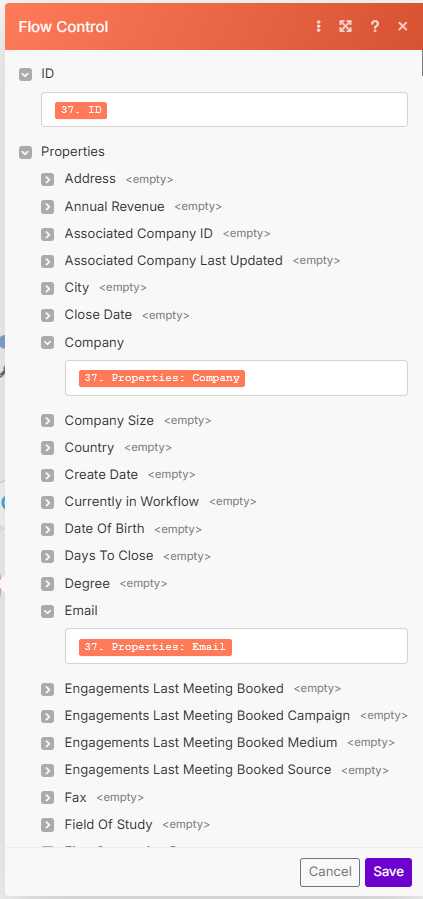 Flow Control
ID
37. ID
Properties
Address <empty>
Annual Revenue <empty>
Associated Company ID <empty>
Associated Company Last Updated <empty>
City <empty>
Close Date <empty>
Company
37. Properties: Company
Company Size <empty>
Country <empty>
Create Date <empty>
Currently in Workflow <empty>
Date Of Birth <empty>
Days To Close <empty>
Degree <empty>
Email
37. Properties: Email
Engagements Last Meeting Booked <empty>
Engagements Last Meeting Booked Campaign <empty>
Engagements Last Meeting Booked Medium <empty>
Engagements Last Meeting Booked Source <empty>
Fax <empty>
Field Of Study <empty>
Cancel Save